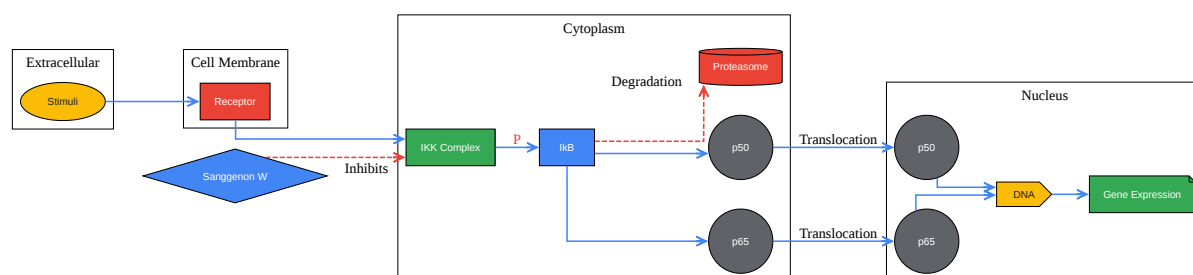 Extracellular
Stimuli
Cell Membrane
Receptor
Sanggenon W
Inhibits
Cytoplasm
IKK Complex
P
IkB
Degradation
Proteasome
p50
p65
Translocation
Translocation
Nucleus
p50
p65
DNA
Gene Expression